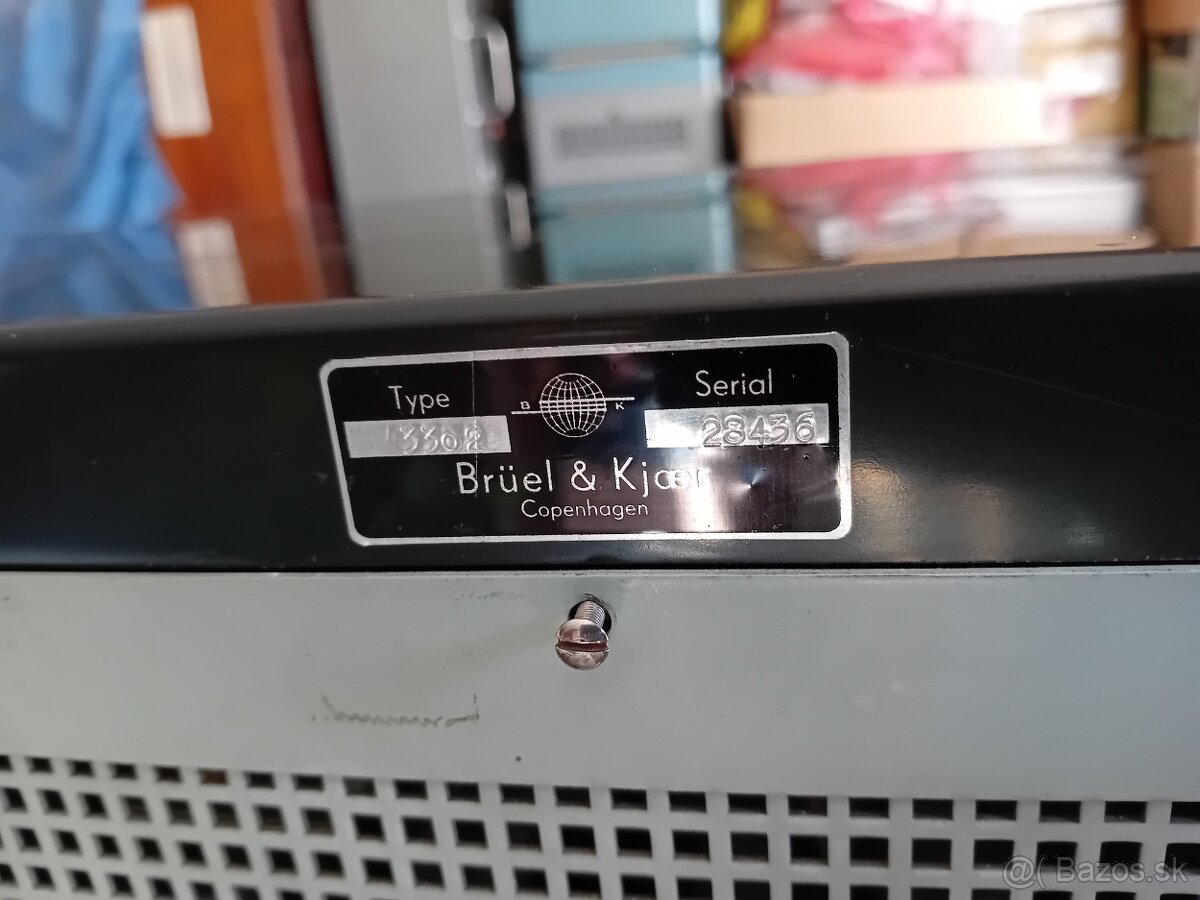 Type
3302
B K
Serial
28436
Brüel & Kjær
Copenhagen
@( Bazos.sk